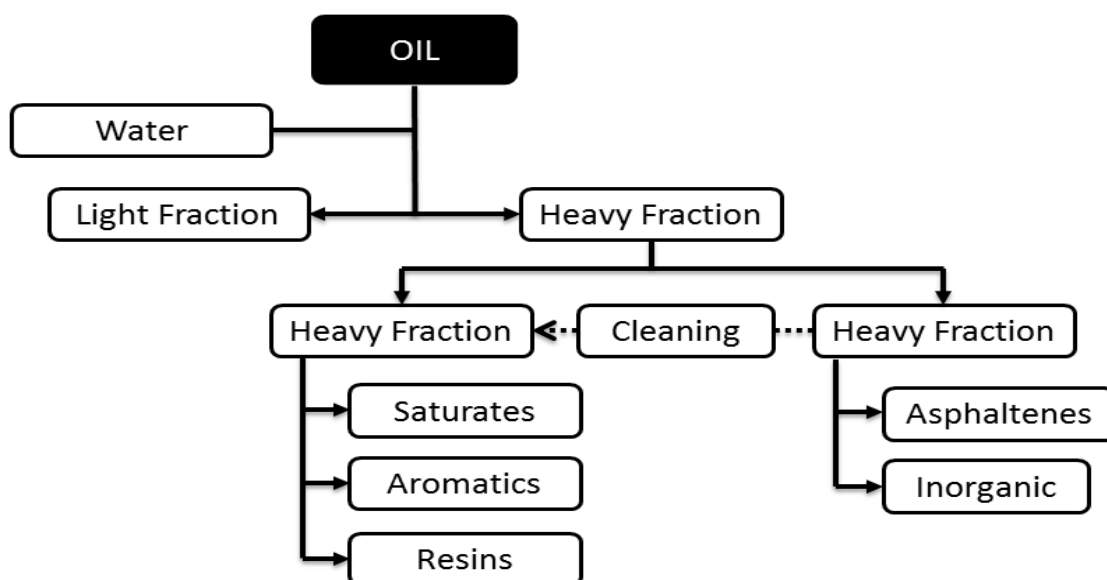 OIL
Water
Light Fraction
Heavy Fraction
Heavy Fraction
Cleaning
Heavy Fraction
Saturates
Asphaltenes
Aromatics
Inorganic
Resins